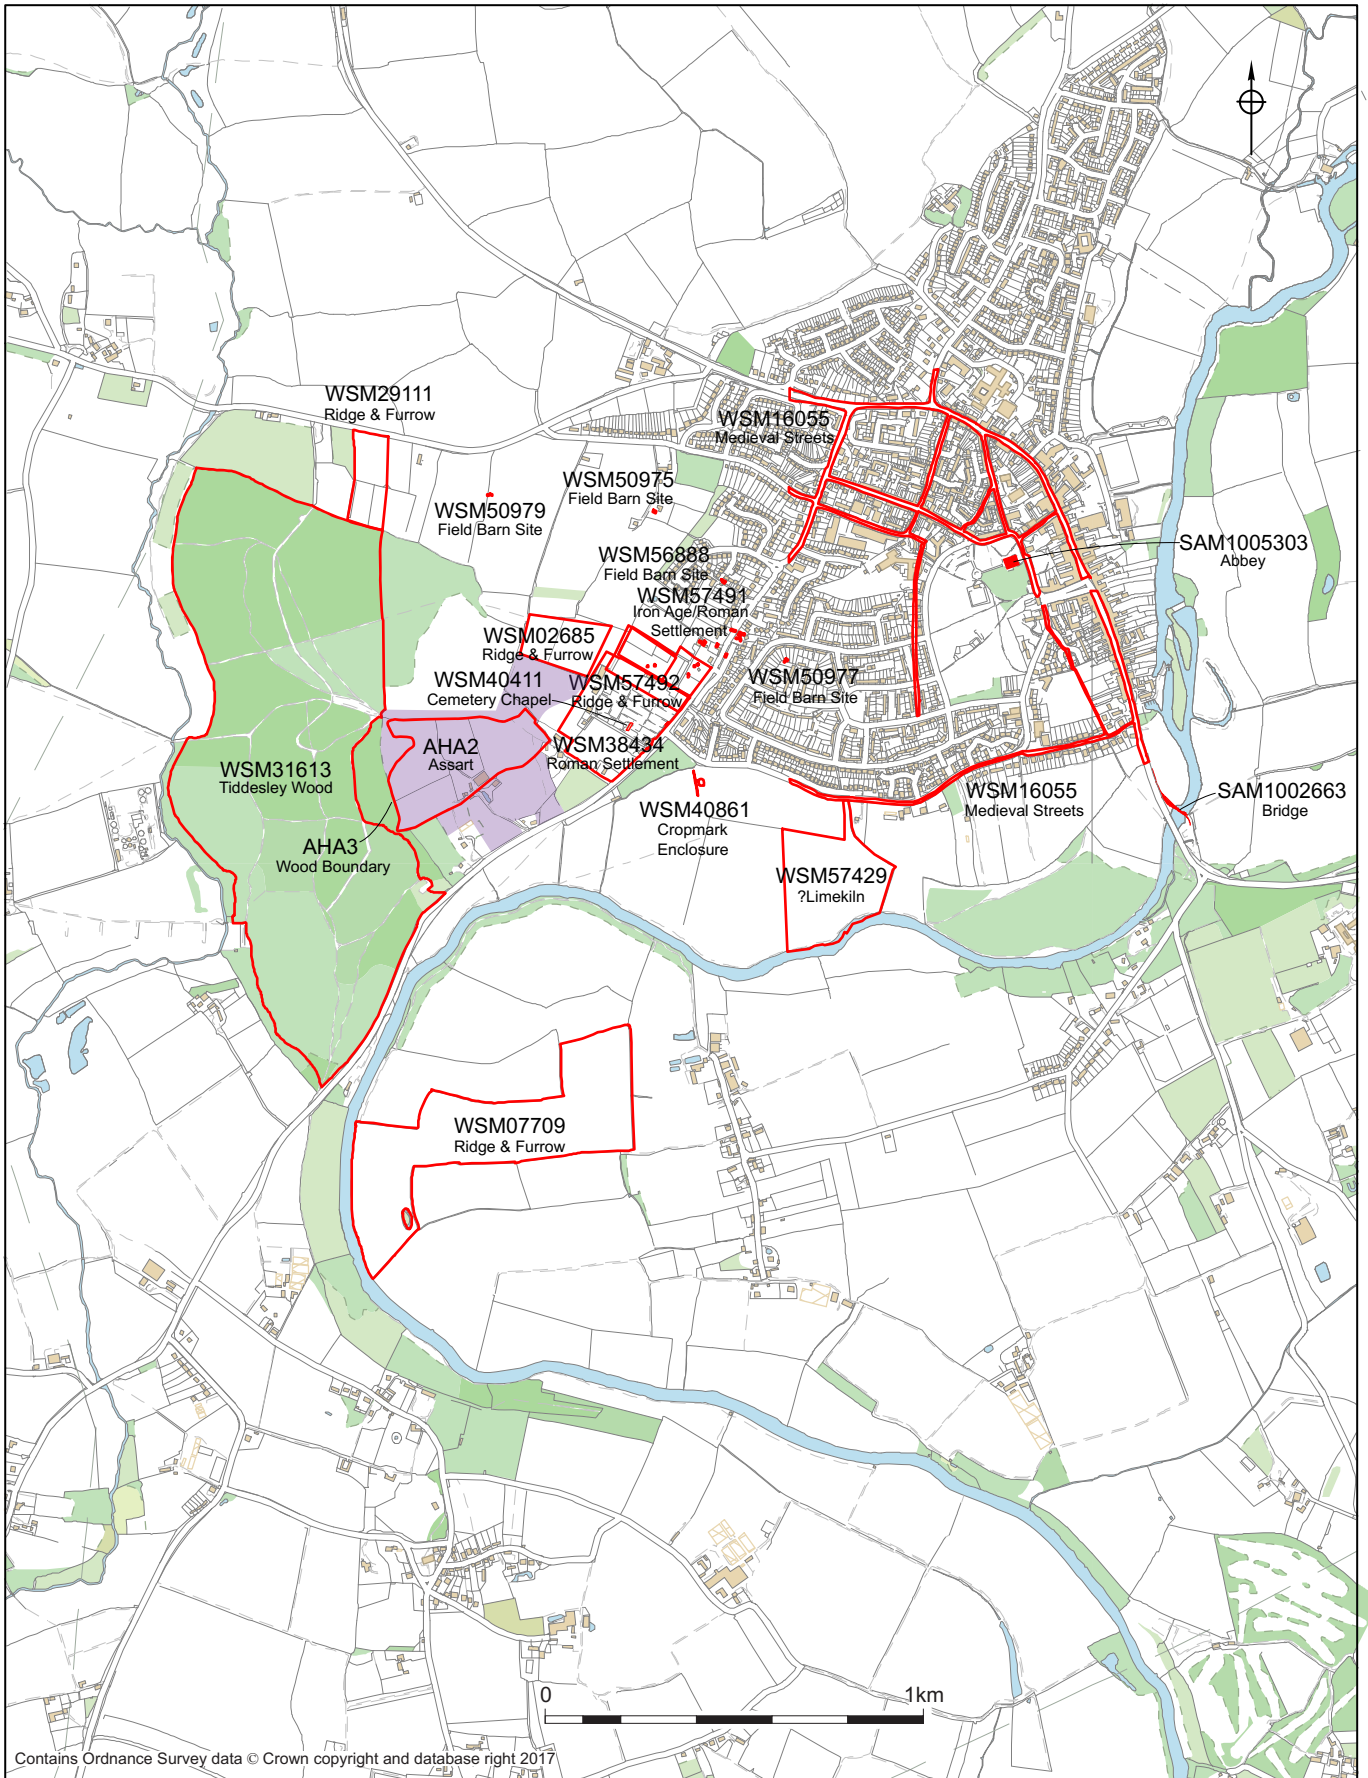 WSM29111
Ridge & Furrow
WSM16055
Medieval Streets
WSM50975
Field Barn Site
WSM50979
Field Barn Site
SAM1005303
Abbey
WSM56888
Field Barn Site
WSM57491
Iron Age/Roman
Settlement
WSM02685
Ridge & Furrow
WSM40411
Cemetery Chapel
WSM57492
Ridge & Furrow
WSM50977
Field Barn Site
AHA2
Assart
WSM38434
Roman Settlement
WSM31613
Tiddesley Wood
WSM16055
Medieval Streets
SAM1002663
Bridge
WSM40861
Cropmark
Enclosure
AHA3
Wood Boundary
WSM57429
?Limekiln
WSM07709
Ridge & Furrow
0 1km
Contains Ordnance Survey data © Crown copyright and database right 2017